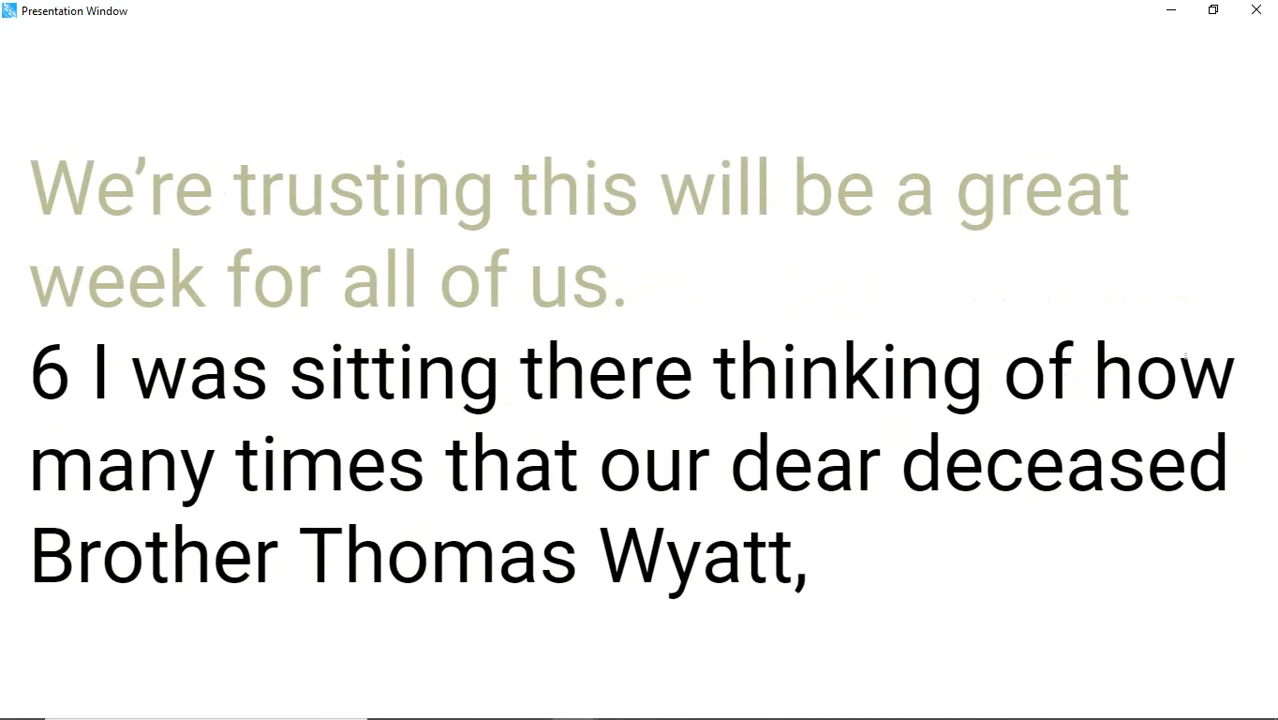 Presentation Window
We’re trusting this will be a great
week for all of us.
6 I was sitting there thinking of how
many times that our dear deceased
Brother Thomas Wyatt,